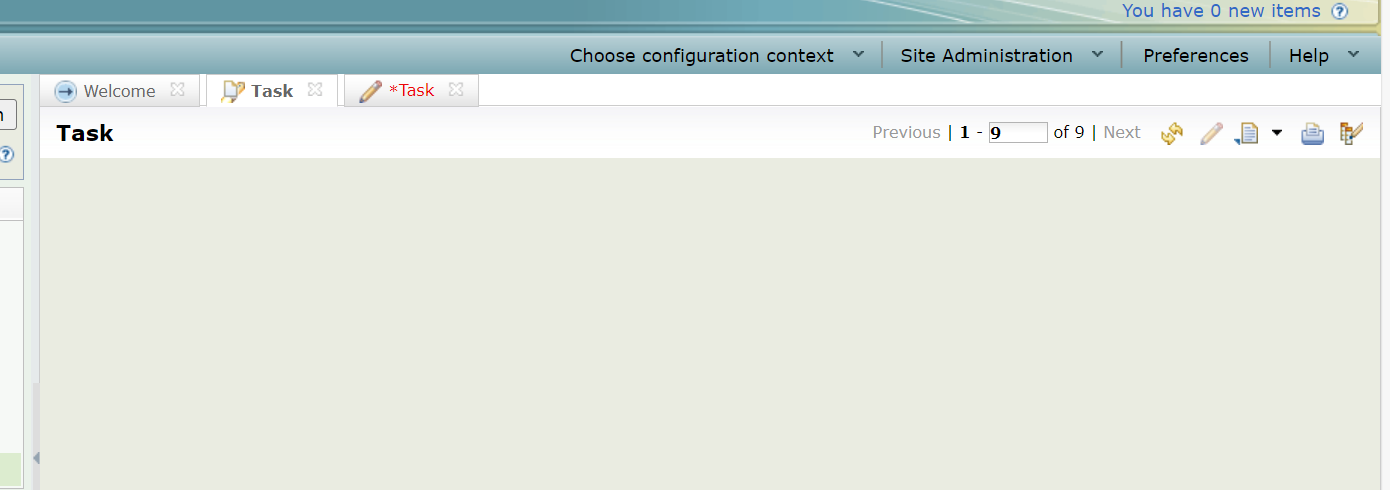 You have 0 new items
Choose configuration context Site Administration Preferences Help
Welcome Task *Task
Task Previous | 1 - 9 of 9 | Next